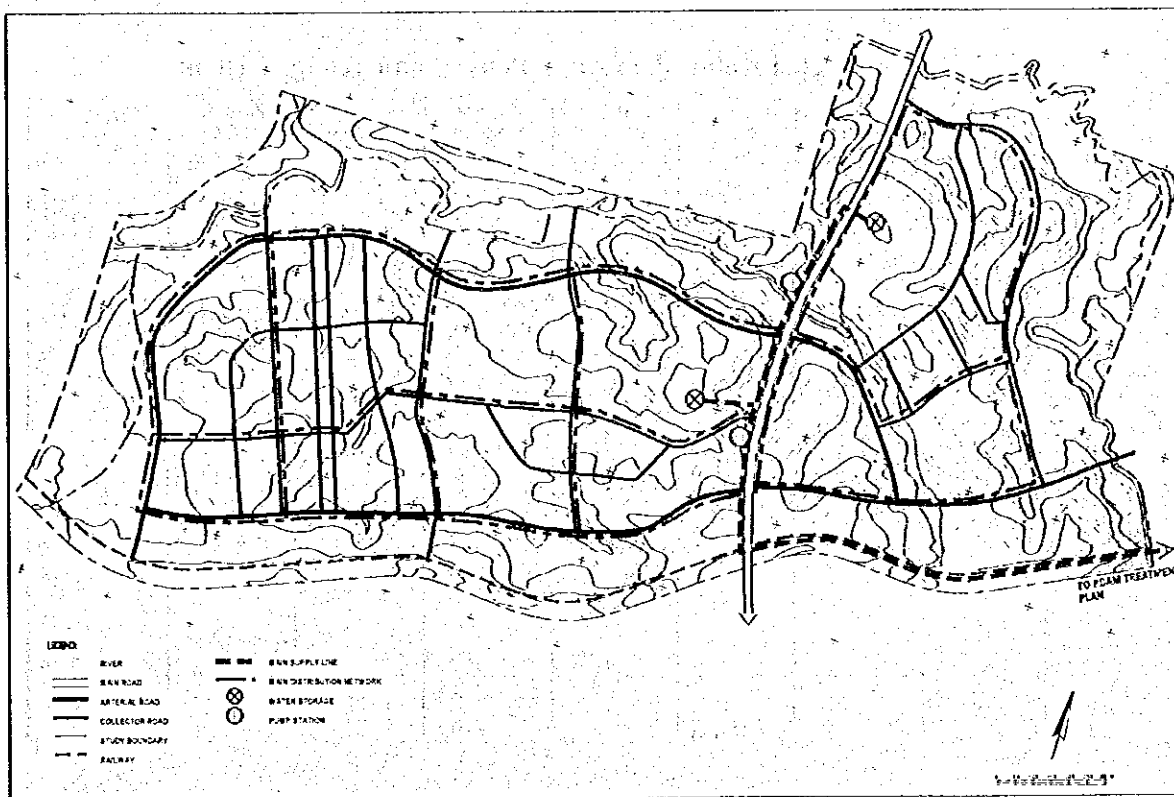 TO PDAM TREATMENT
PLAN
LEGEND:
RIVER
MAIN ROAD
ARTERIAL ROAD
COLLECTOR ROAD
STUDY BOUNDARY
RAILWAY
MAIN SUPPLY LINE
MAIN DISTRIBUTION NETWORK
WATER STORAGE
PUMP STATION